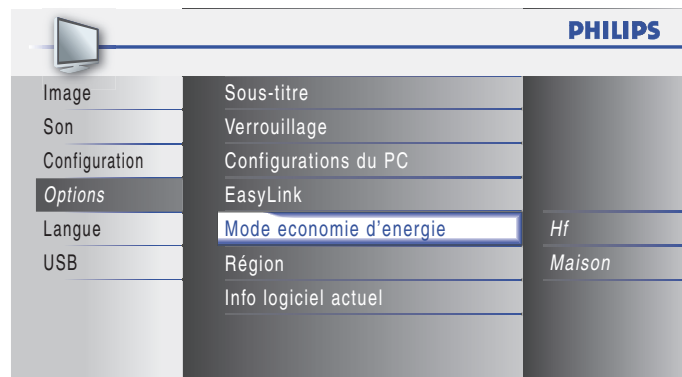 PHILIPS
Image
Son
Configuration
Options
Langue
USB
Sous-titre
Verrouillage
Configurations du PC
EasyLink
Mode economie d'energie
Région
Info logiciel actuel
Hf
Maison